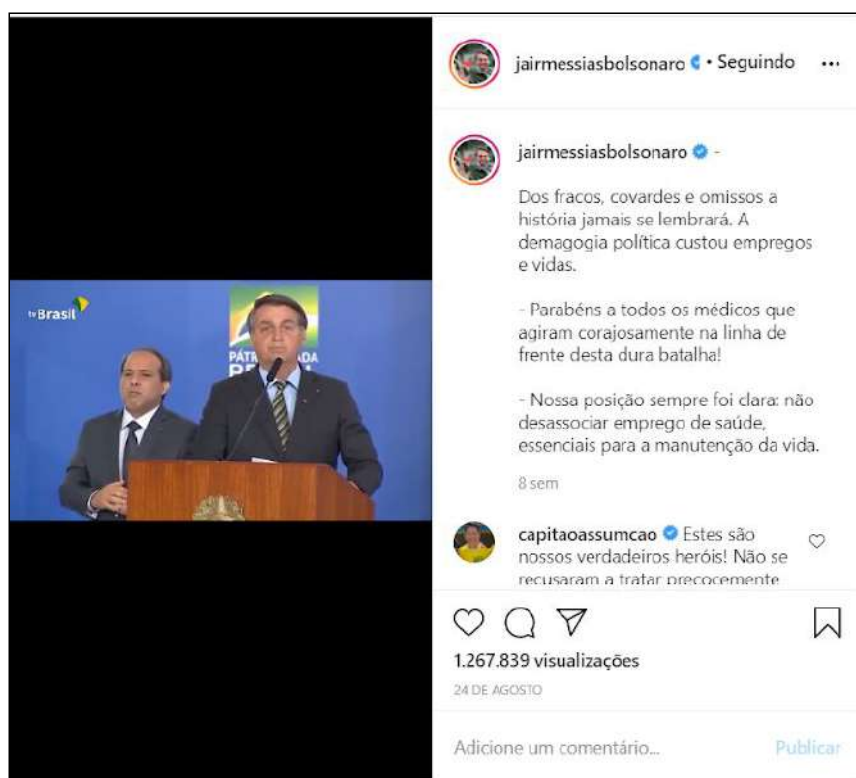 jairmessiasbolsonaro • Seguindo ...
jairmessiasbolsonaro -
Dos fracos, covardes e omissos a
história jamais se lembrará. A
demagogia política custou empregos
e vidas.
- Parabéns a todos os médicos que
agiram corajosamente na linha de
frente desta dura batalha!
- Nossa posição sempre foi clara: não
desassociar emprego de saúde,
essenciais para a manutenção da vida.
8 sem
capitaoassumcao Estes são
nossos verdadeiros heróis! Não se
recusaram a tratar precocemente
1.267.839 visualizações
24 DE AGOSTO
Adicione um comentário... Publicar
tv Brasil